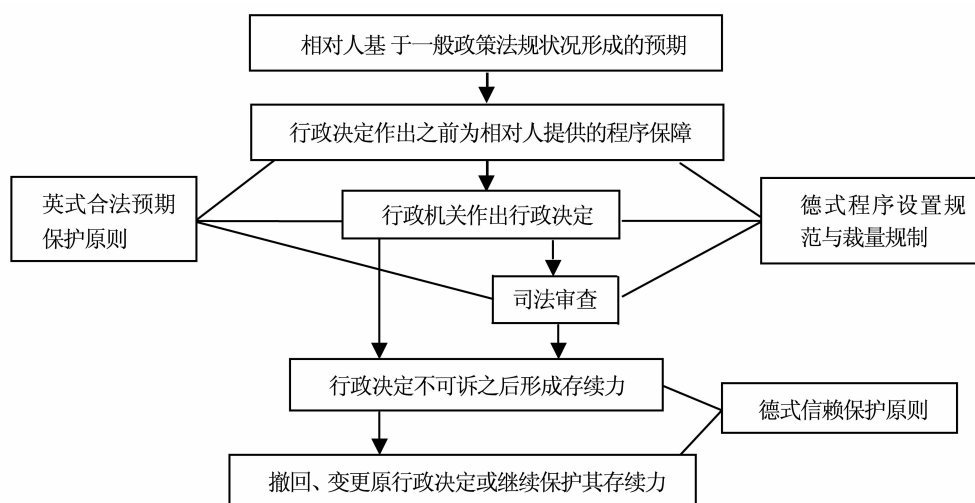 相对人基于一般政策法规状况形成的预期
行政决定作出之前为相对人提供的程序保障
英式合法预期
保护原则
行政机关作出行政决定
德式程序设置规
范与裁量规制
司法审查
行政决定不可诉之后形成存续力
德式信赖保护原则
撤回、变更原行政决定或继续保护其存续力